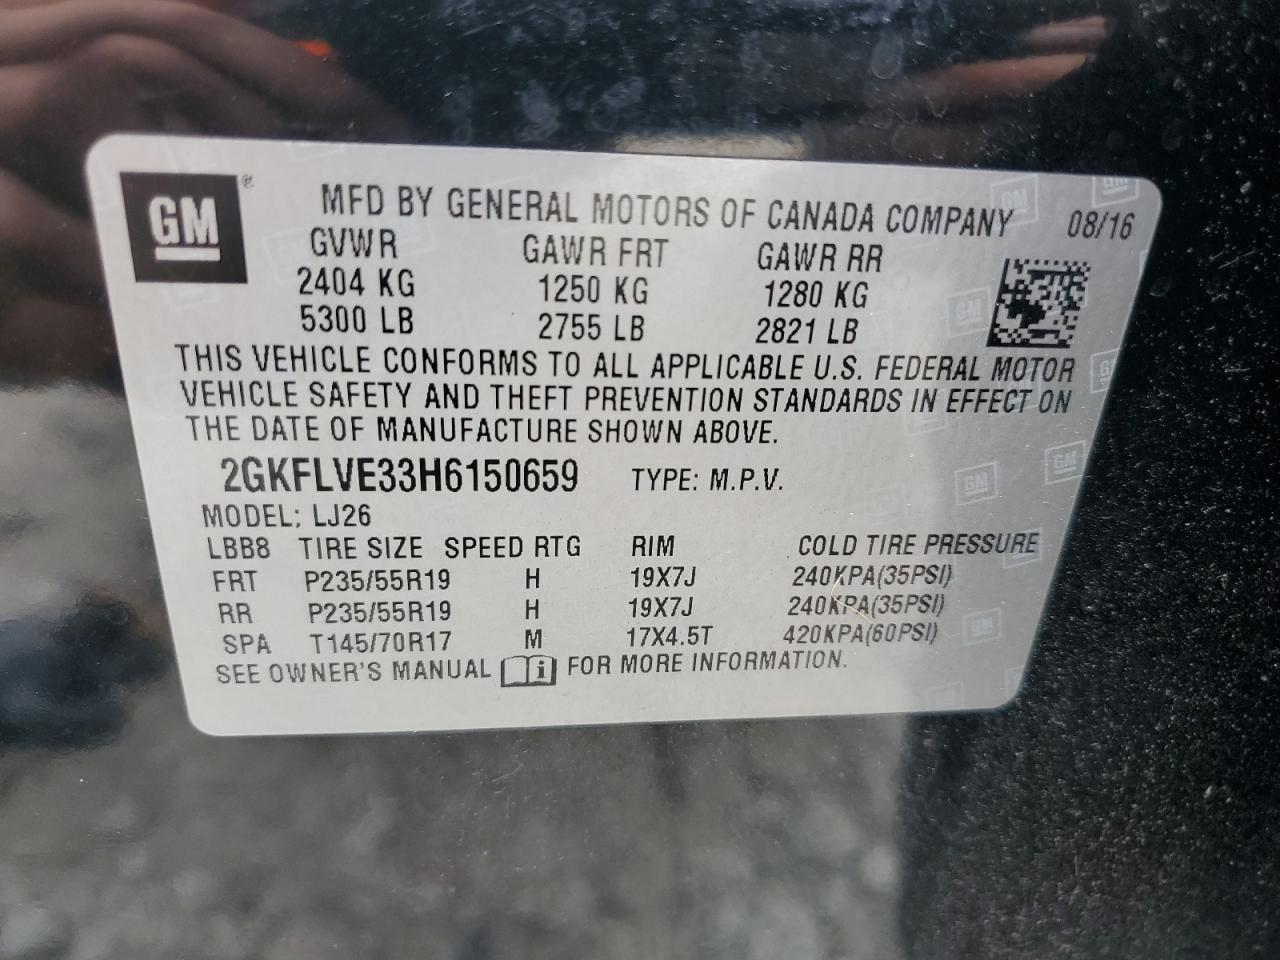 GM®
MFD BY GENERAL MOTORS OF CANADA COMPANY 08/16
GVWR GAWR FRT GAWR RR
2404 KG 1250 KG 1280 KG
5300 LB 2755 LB 2821 LB
THIS VEHICLE CONFORMS TO ALL APPLICABLE U.S. FEDERAL MOTOR
VEHICLE SAFETY AND THEFT PREVENTION STANDARDS IN EFFECT ON
THE DATE OF MANUFACTURE SHOWN ABOVE.
2GKFLVE33H6150659 TYPE: M.P.V.
MODEL: LJ26
LBB8 TIRE SIZE SPEED RTG RIM COLD TIRE PRESSURE
FRT P235/55R19 H 19X7J 240KPA(35PSI)
RR P235/55R19 H 19X7J 240KPA(35PSI)
SPA T145/70R17 M 17X4.5T 420KPA(60PSI)
SEE OWNER'S MANUAL i FOR MORE INFORMATION.